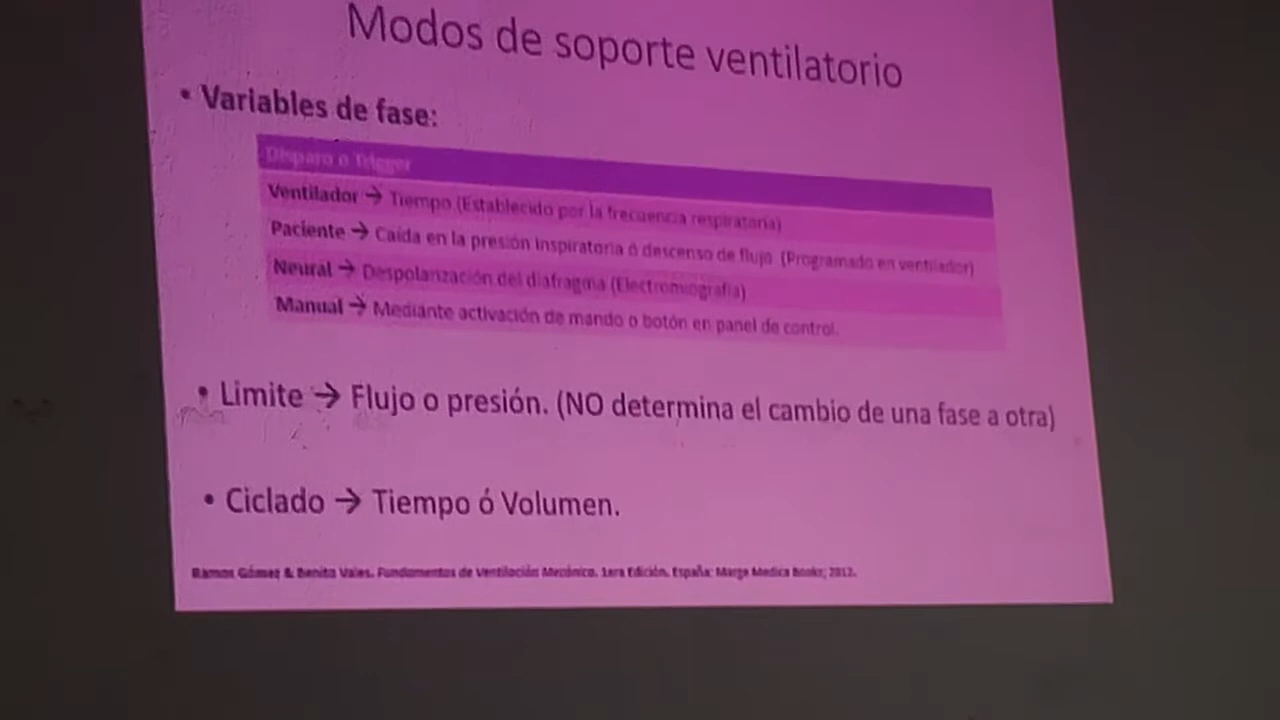 Modos de soporte ventilatorio
• Variables de fase:
Disparo o Trigger
Ventilador → Tiempo (Establecido por la frecuencia respiratoria)
Paciente → Caída en la presión inspiratoria ó descenso de flujo (Programado en ventilador)
Neural → Despolarización del diafragma (Electromiografía)
Manual → Mediante activación de mando o botón en panel de control.
• Limite → Flujo o presión. (NO determina el cambio de una fase a otra)
• Ciclado → Tiempo ó Volumen.
Ramos Gómez & Benito Vales. Fundamentos de Ventilación Mecánica. 1era Edición. España: Marge Medica Books; 2012.